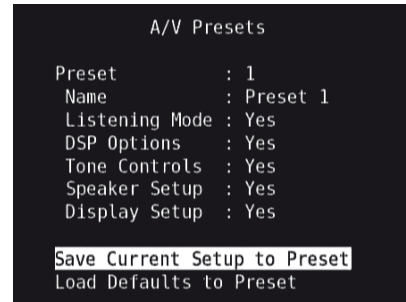 A/V Presets
Preset : 1
Name : Preset 1
Listening Mode : Yes
DSP Options : Yes
Tone Controls : Yes
Speaker Setup : Yes
Display Setup : Yes
Save Current Setup to Preset
Load Defaults to Preset